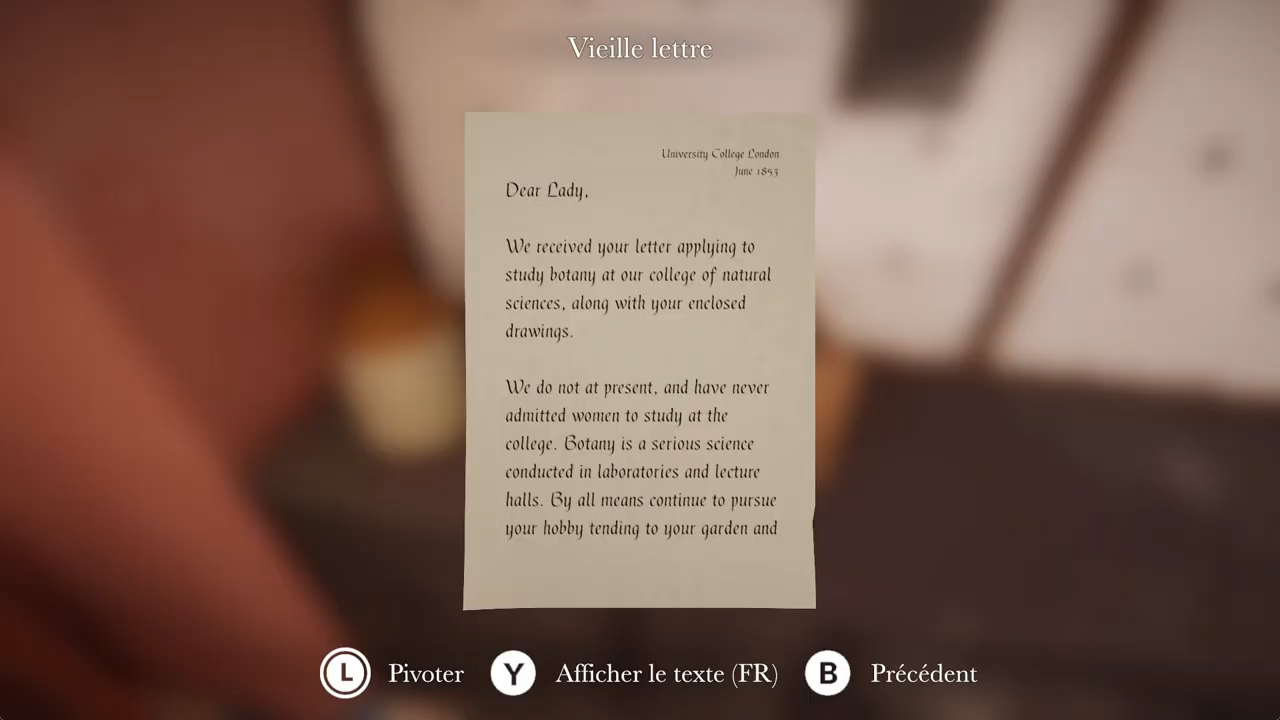 Vieille lettre
University College London
June 1853
Dear Lady,
We received your letter applying to
study botany at our college of natural
sciences, along with your enclosed
drawings.
We do not at present, and have never
admitted women to study at the
college. Botany is a serious science
conducted in laboratories and lecture
halls. By all means continue to pursue
your hobby tending to your garden and
L Pivoter Y Afficher le texte (FR) B Précédent